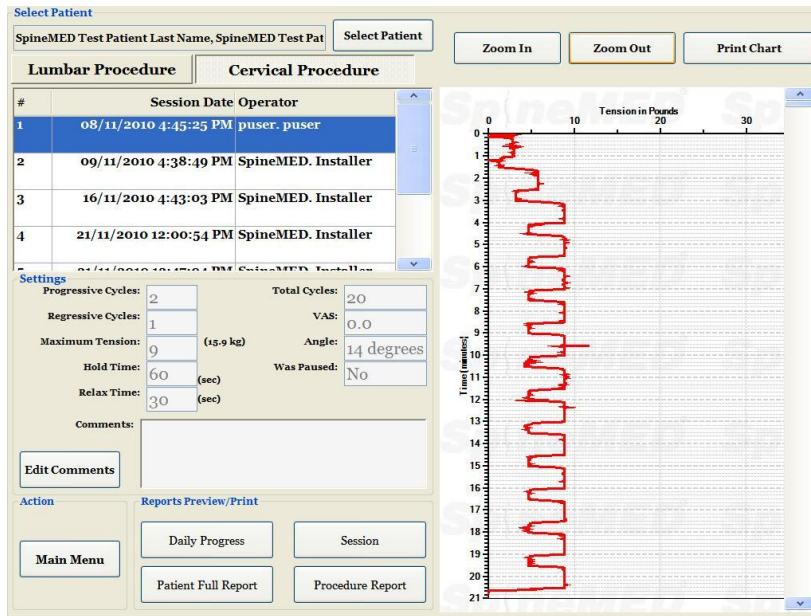 Select Patient
SpineMED Test Patient Last Name, SpineMED Test Pat
Select Patient
Zoom In
Zoom Out
Print Chart
Lumbar Procedure
Cervical Procedure
# Session Date Operator
1 08/11/2010 4:45:25 PM puser. puser
2 09/11/2010 4:38:49 PM SpineMED. Installer
3 16/11/2010 4:43:03 PM SpineMED. Installer
4 21/11/2010 12:00:54 PM SpineMED. Installer
Settings
Progressive Cycles: 2
Total Cycles: 20
Regressive Cycles: 1
VAS: 0.0
Maximum Tension: 9 (15.9 kg)
Angle: 14 degrees
Hold Time: 60 (sec)
Was Paused: No
Relax Time: 30 (sec)
Comments:
Edit Comments
Action
Main Menu
Reports Preview/Print
Daily Progress
Session
Patient Full Report
Procedure Report
SpineMED
Tension in Pounds
0 10 20 30
Time (minutes)
0
1
2
3
4
5
6
7
8
9
10
11
12
13
14
15
16
17
18
19
20
21